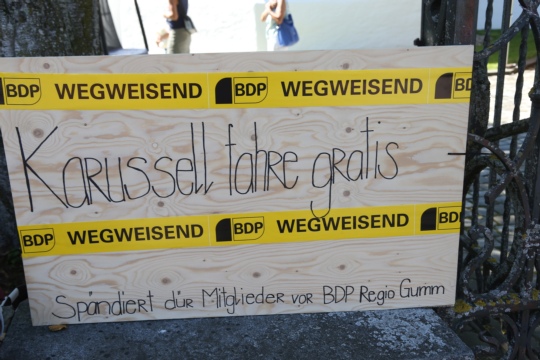 BDP WEGWEISEND BDP WEGWEISEND BDP
Karussell fahre gratis
BDP WEGWEISEND BDP WEGWEISEND BDP
Spändiert dür Mitglieder vor BDP Regio Gumm